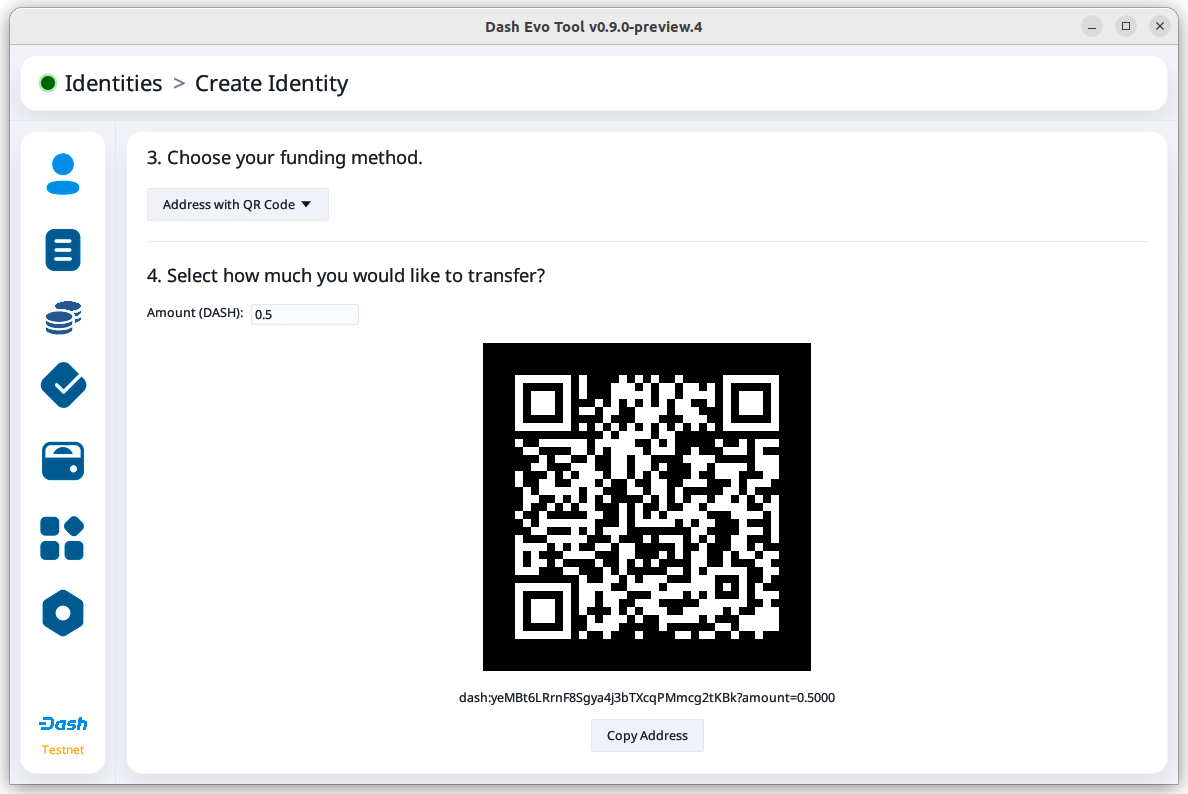 Dash Evo Tool v0.9.0-preview.4
Identities > Create Identity
3. Choose your funding method.
Address with QR Code
4. Select how much you would like to transfer?
Amount (DASH): 0.5
dash:yeMBt6LRrnF8Sgya4j3bTXcqPMmcg2tKBk?amount=0.5000
Copy Address
Dash
Testnet